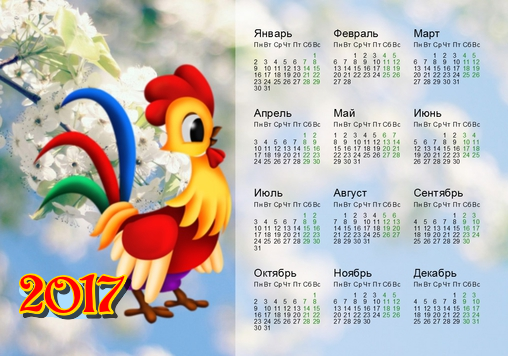 Январь
Пн Вт Ср Чт Пт Сб Вс
1
2 3 4 5 6 7 8
9 10 11 12 13 14 15
16 17 18 19 20 21 22
23 24 25 26 27 28 29
30 31
Февраль
Пн Вт Ср Чт Пт Сб Вс
1 2 3 4 5
6 7 8 9 10 11 12
13 14 15 16 17 18 19
20 21 22 23 24 25 26
27 28
Март
Пн Вт Ср Чт Пт Сб Вс
1 2 3 4 5
6 7 8 9 10 11 12
13 14 15 16 17 18 19
20 21 22 23 24 25 26
27 28 29 30 31
Апрель
Пн Вт Ср Чт Пт Сб Вс
1 2
3 4 5 6 7 8 9
10 11 12 13 14 15 16
17 18 19 20 21 22 23
24 25 26 27 28 29 30
Май
Пн Вт Ср Чт Пт Сб Вс
1 2 3 4 5 6 7
8 9 10 11 12 13 14
15 16 17 18 19 20 21
22 23 24 25 26 27 28
29 30 31
Июнь
Пн Вт Ср Чт Пт Сб Вс
1 2 3 4
5 6 7 8 9 10 11
12 13 14 15 16 17 18
19 20 21 22 23 24 25
26 27 28 29 30
Июль
Пн Вт Ср Чт Пт Сб Вс
1 2
3 4 5 6 7 8 9
10 11 12 13 14 15 16
17 18 19 20 21 22 23
24 25 26 27 28 29 30
31
Август
Пн Вт Ср Чт Пт Сб Вс
1 2 3 4 5 6
7 8 9 10 11 12 13
14 15 16 17 18 19 20
21 22 23 24 25 26 27
28 29 30 31
Сентябрь
Пн Вт Ср Чт Пт Сб Вс
1 2 3
4 5 6 7 8 9 10
11 12 13 14 15 16 17
18 19 20 21 22 23 24
25 26 27 28 29 30
Октябрь
Пн Вт Ср Чт Пт Сб Вс
1
2 3 4 5 6 7 8
9 10 11 12 13 14 15
16 17 18 19 20 21 22
23 24 25 26 27 28 29
30 31
Ноябрь
Пн Вт Ср Чт Пт Сб Вс
1 2 3 4 5
6 7 8 9 10 11 12
13 14 15 16 17 18 19
20 21 22 23 24 25 26
27 28 29 30
Декабрь
Пн Вт Ср Чт Пт Сб Вс
1 2 3
4 5 6 7 8 9 10
11 12 13 14 15 16 17
18 19 20 21 22 23 24
25 26 27 28 29 30 31
2017